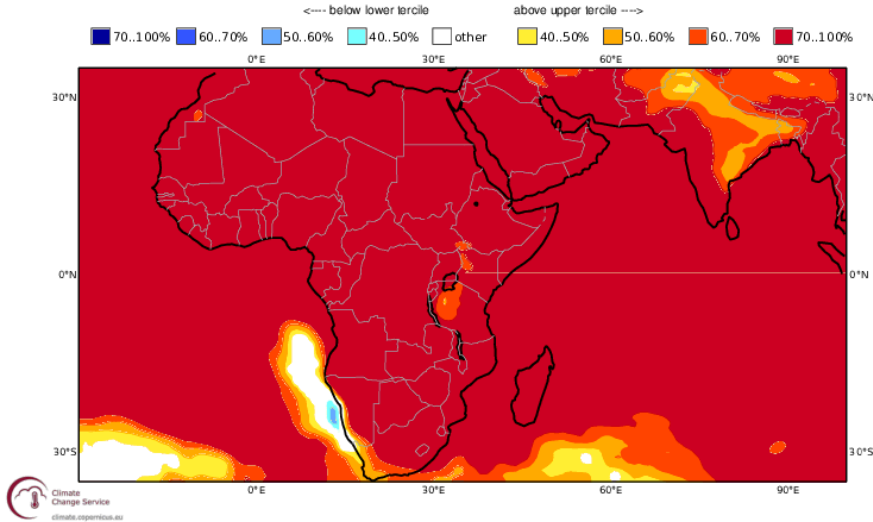 <---- below lower tercile above upper tercile ---->
70..100% 60..70% 50..60% 40..50% other 40..50% 50..60% 60..70% 70..100%
0°E 30°E 60°E 90°E
30°N 30°N
0°N 0°N
30°S 30°S
0°E 30°E 60°E 90°E
Climate
Change Service
climate.copernicus.eu